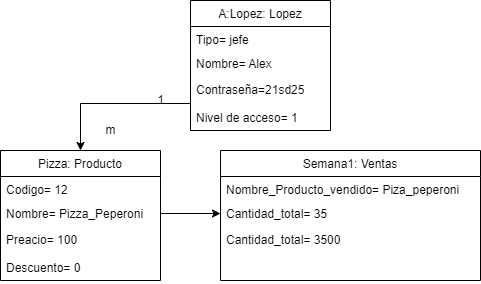 A:Lopez: Lopez
Tipo= jefe
Nombre= Alex
Contraseña=21sd25
Nivel de acceso= 1
1
m
Pizza: Producto
Codigo= 12
Nombre= Pizza_Peperoni
Preacio= 100
Descuento= 0
Semana1: Ventas
Nombre_Producto_vendido= Piza_peperoni
Cantidad_total= 35
Cantidad_total= 3500